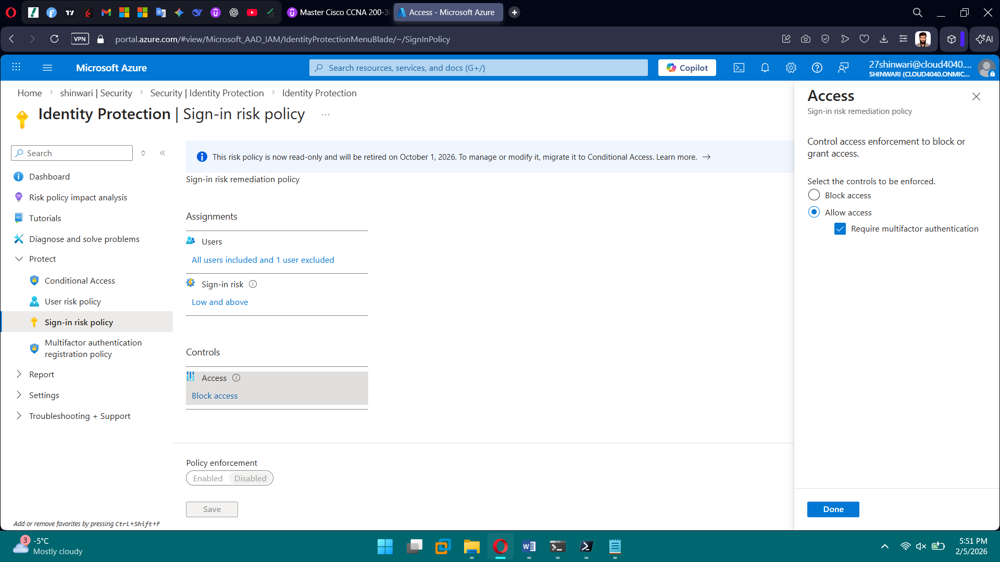 Master Cisco CCNA 200-30
Access - Microsoft Azure
VPN
portal.azure.com/#view/Microsoft_AAD_IAM/IdentityProtectionMenuBlade/~/SignInPolicy
AI
Microsoft Azure
Search resources, services, and docs (G+/)
Copilot
27shinwari@cloud4040....
SHINWARI (CLOUD4040.ONMIC...
Home
shinwari | Security
Security | Identity Protection
Identity Protection
Identity Protection | Sign-in risk policy
...
Search
Dashboard
Risk policy impact analysis
Tutorials
Diagnose and solve problems
Protect
Conditional Access
User risk policy
Sign-in risk policy
Multifactor authentication
registration policy
Report
Settings
Troubleshooting + Support
Add or remove favorites by pressing Ctrl+Shift+F
This risk policy is now read-only and will be retired on October 1, 2026. To manage or modify it, migrate it to Conditional Access. Learn more. →
Sign-in risk remediation policy
Assignments
Users
All users included and 1 user excluded
Sign-in risk
Low and above
Controls
Access
Block access
Policy enforcement
Enabled Disabled
Save
Access
Sign-in risk remediation policy
Control access enforcement to block or
grant access.
Select the controls to be enforced.
Block access
Allow access
Require multifactor authentication
Done
3
-5°C
Mostly cloudy
5:51 PM
2/5/2026